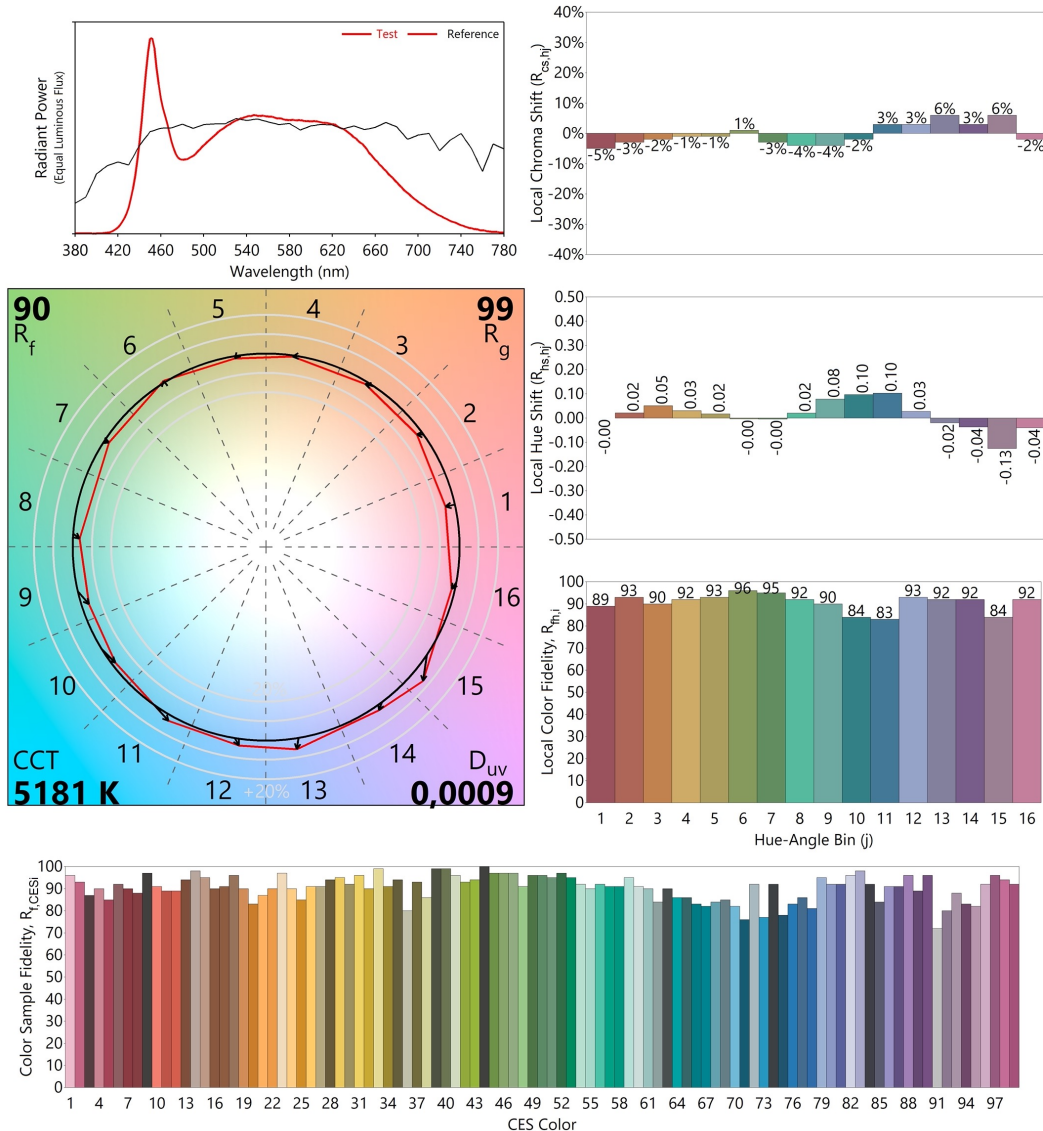 Radiant Power
(Equal Luminous Flux)
Test
Reference
380 420 460 500 540 580 620 660 700 740 780
Wavelength (nm)
Local Chroma Shift (Rcs,hj)
40%
30%
20%
10%
0%
-10%
-20%
-30%
-40%
-5% -3% -2% -1% -1% 1% -3% -4% -4% -2% 3% 3% 6% 3% 6% -2%
90
Rf
99
Rg
5 4
6 3
7 2
8 1
9 16
10 15
11 14
12 +20% 13
CCT
5181 K
Duv
0,0009
Local Hue Shift (Rhs,hj)
0.50
0.40
0.30
0.20
0.10
0.00
-0.10
-0.20
-0.30
-0.40
-0.50
-0.00 0.02 0.05 0.03 0.02 -0.00 -0.00 0.02 0.08 0.10 0.10 0.03 -0.02 -0.04 -0.13 -0.04
Local Color Fidelity, Rfh,i
100
90
80
70
60
50
40
30
20
10
0
89 93 90 92 93 96 95 92 90 84 83 93 92 92 84 92
1 2 3 4 5 6 7 8 9 10 11 12 13 14 15 16
Hue-Angle Bin (j)
Color Sample Fidelity, Rf,CESi
100
90
80
70
60
50
40
30
20
10
0
1 4 7 10 13 16 19 22 25 28 31 34 37 40 43 46 49 52 55 58 61 64 67 70 73 76 79 82 85 88 91 94 97
CES Color